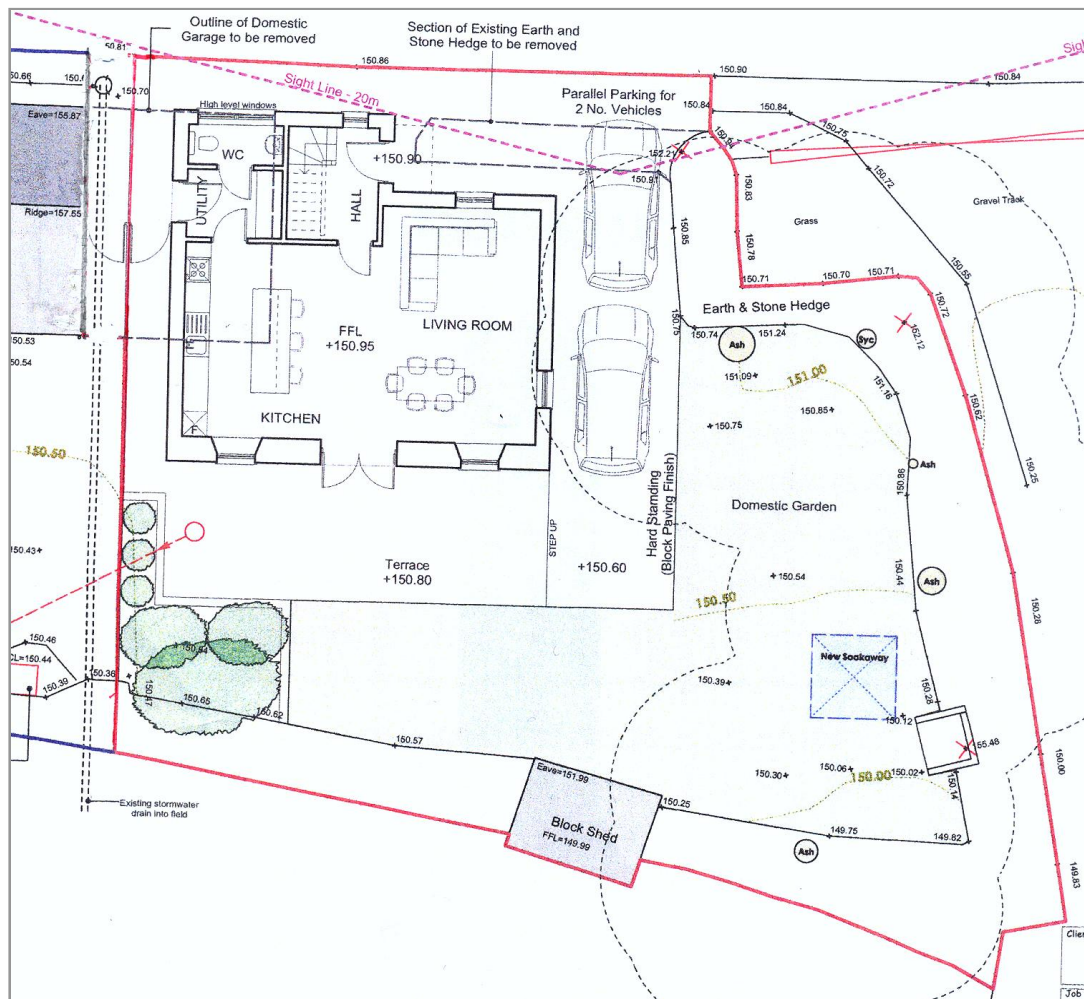 Outline of Domestic
Garage to be removed
Section of Existing Earth and
Stone Hedge to be removed
50.81
150.86
150.90
150.84
50.66
150.70
Sight Line - 20m
Parallel Parking for
2 No. Vehicles
150.84
150.84
150.75
Eave=155.87
High level windows
WC
+150.90
152.21
150.91
150.72
150.83
UTILITY
HALL
Ridge=157.55
Grass
Gravel Track
150.85
150.78
150.71
150.70
150.71
150.55
150.72
Earth & Stone Hedge
LIVING ROOM
FFL
+150.95
150.53
150.54
150.75
150.74
151.24
Ash
Syc
152.12
151.09
151.00
151.16
150.85
150.62
KITCHEN
F
150.75
150.50
Ash
150.86
150.25
Hard Starnding
(Block Paving Finish)
Domestic Garden
150.43
STEP UP
Terrace
+150.80
+150.60
150.54
150.44
Ash
150.50
150.28
150.46
CL=150.44
150.39
150.36
150.47
150.65
150.62
150.57
New Soakaway
150.39
150.28
150.12
155.48
150.00
Eave=151.99
150.30
150.06
150.02
150.00
150.14
Existing stormwater
drain into field
Block Shed
FFL=149.99
150.25
149.75
149.82
Ash
149.83
Clie
Job